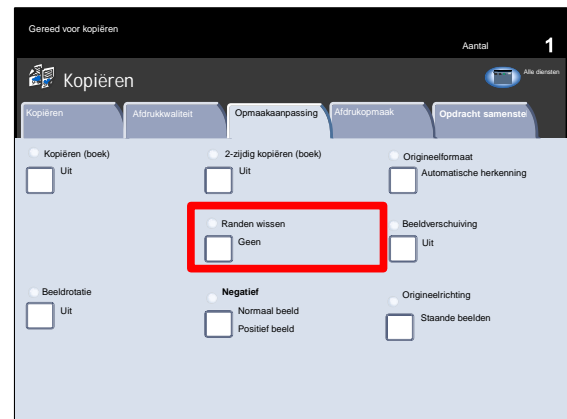 Gereed voor kopiëren
Aantal 1
Kopiëren
Alle diensten
Kopiëren
Afdrukkwaliteit
Opmaakaanpassing
Afdrukopmaak
Opdracht samenstel
Kopiëren (boek)
Uit
2-zijdig kopiëren (boek)
Uit
Origineelformaat
Automatische herkenning
Randen wissen
Geen
Beeldverschuiving
Uit
Beeldrotatie
Uit
Negatief
Normaal beeld
Positief beeld
Origineelrichting
Staande beelden